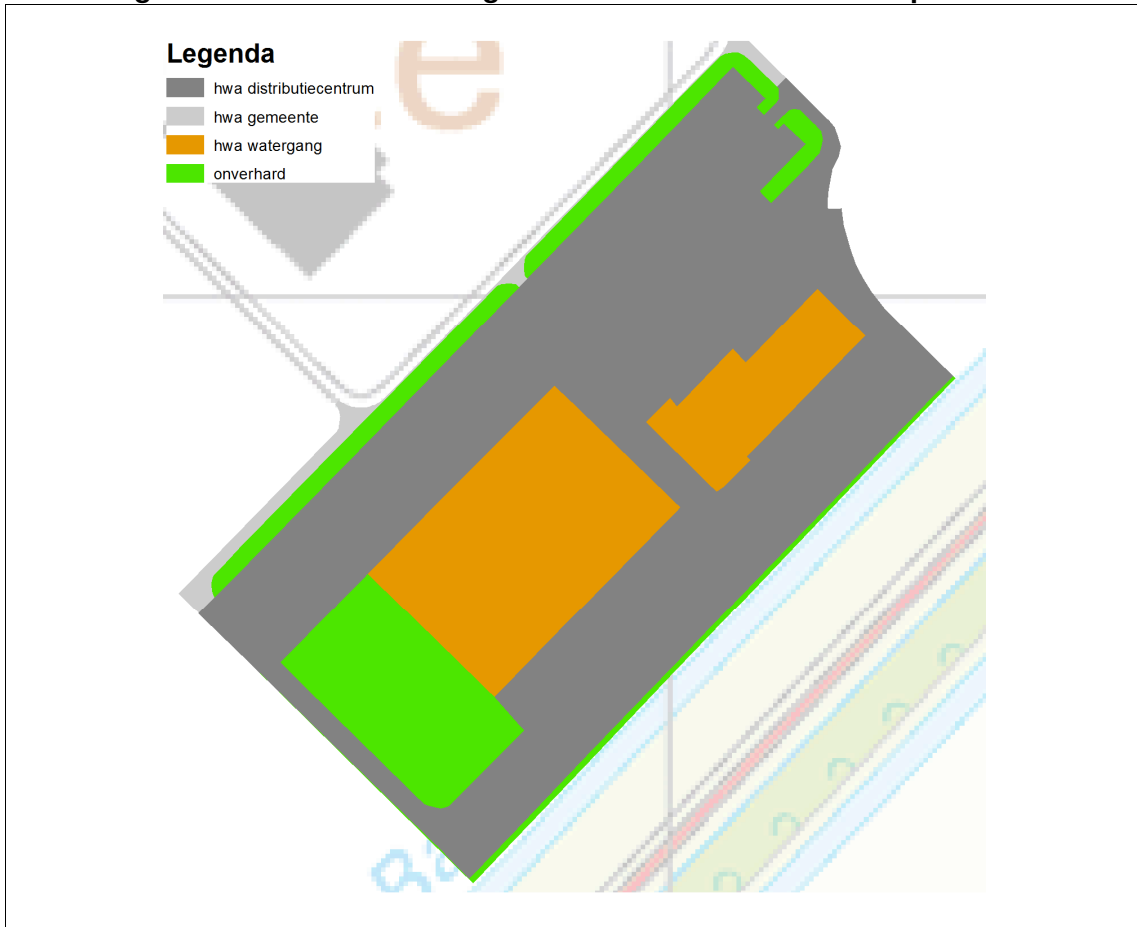 Legenda
hwa distributiecentrum
hwa gemeente
hwa watergang
onverhard